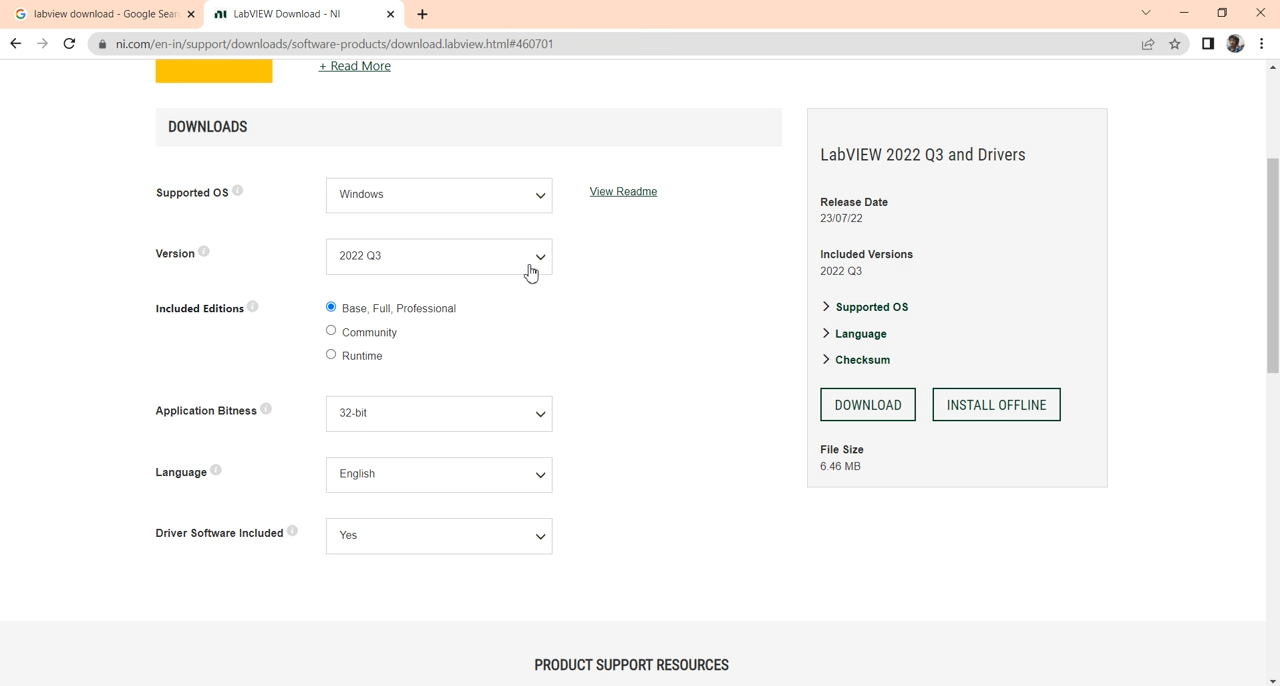 labview download - Google Sear
LabVIEW Download - NI
ni.com/en-in/support/downloads/software-products/download.labview.html#460701
+ Read More
DOWNLOADS
Supported OS
Windows
View Readme
Version
2022 Q3
Included Editions
Base, Full, Professional
Community
Runtime
Application Bitness
32-bit
Language
English
Driver Software Included
Yes
LabVIEW 2022 Q3 and Drivers
Release Date
23/07/22
Included Versions
2022 Q3
Supported OS
Language
Checksum
DOWNLOAD
INSTALL OFFLINE
File Size
6.46 MB
PRODUCT SUPPORT RESOURCES